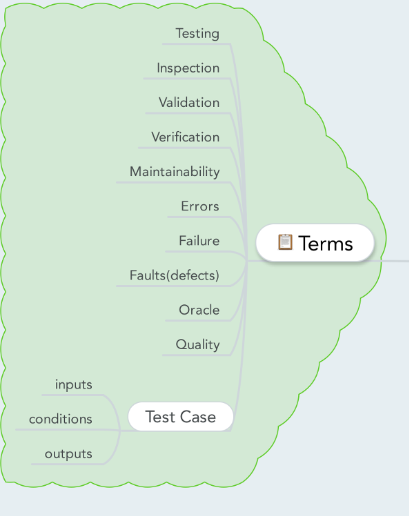 Testing
Inspection
Validation
Verification
Maintainability
Errors
Failure
Faults(defects)
Oracle
Quality
Terms
inputs
conditions
outputs
Test Case